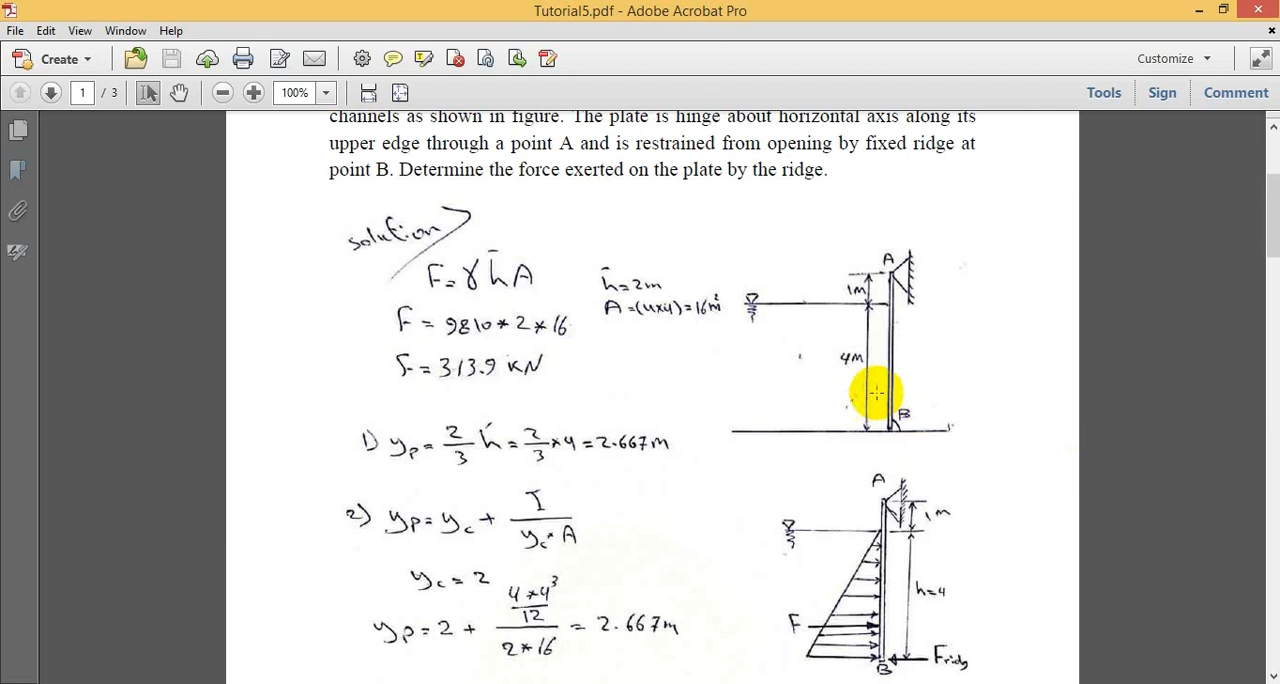 Tutorial5.pdf - Adobe Acrobat Pro
File Edit View Window Help
Create Customize
1 / 3 100% Tools Sign Comment
channels as shown in figure. The plate is hinge about horizontal axis along its
upper edge through a point A and is restrained from opening by fixed ridge at
point B. Determine the force exerted on the plate by the ridge.
solution
F = γ h̄ A
h̄ = 2m
A = (4×4) = 16m²
F = 9810 * 2 * 16
F = 313.9 KN
A
1M
4M
B
1) yp = 2/3 h = 2/3 * 4 = 2.667 m
2) yp = yc + I / yc * A
yc = 2
yp = 2 + 4*4³/12 / 2*16 = 2.667 m
A
1M
h=4
F
Fridg
B